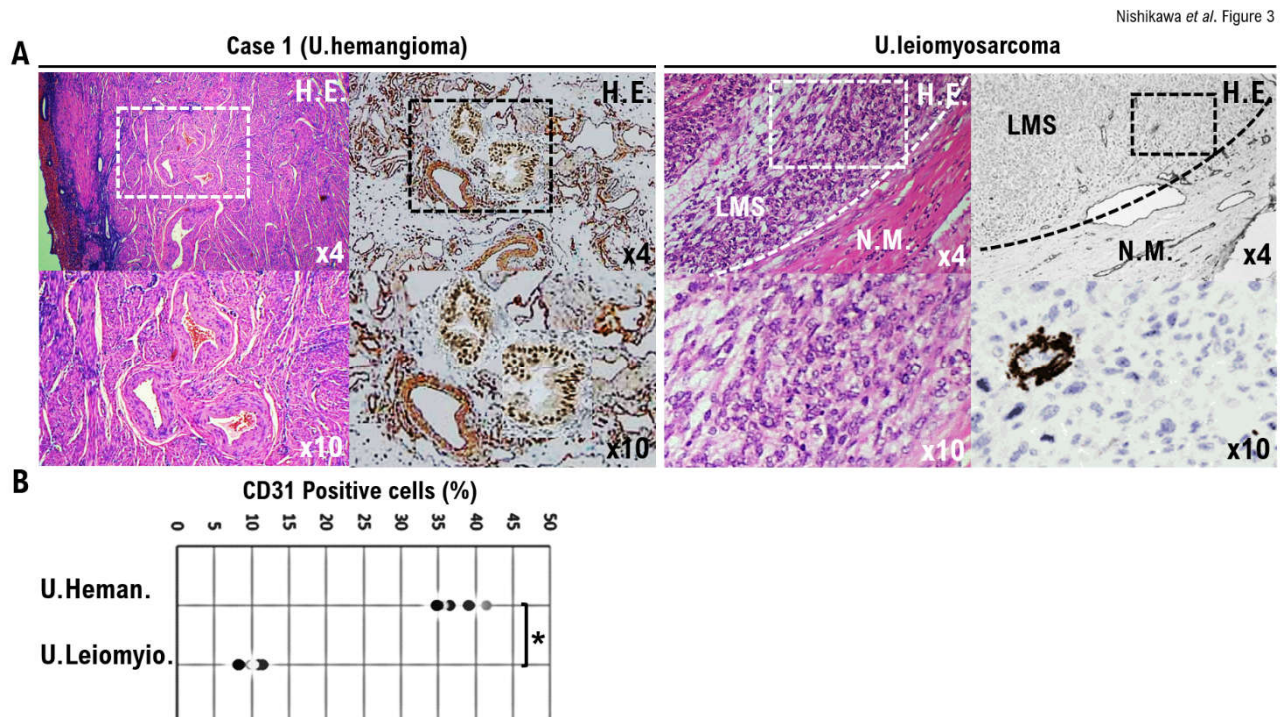 Nishikawa et al. Figure 3
A
Case 1 (U.hemangioma)
U.leiomyosarcoma
H.E.
x4
H.E.
x4
H.E.
LMS
N.M.
x4
H.E.
LMS
N.M.
x4
x10
x10
x10
x10
B
CD31 Positive cells (%)
0 5 10 15 20 25 30 35 40 45 50
U.Heman.
*
U.Leiomyio.